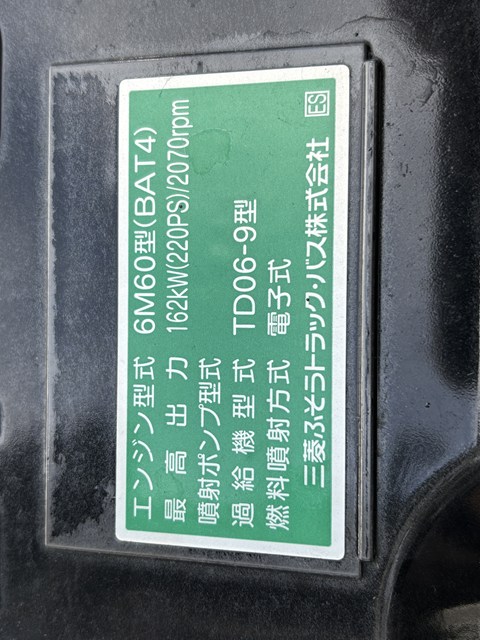 エンジン型式 6M60型(BAT4)
最高出力 162kW(220PS)/2070rpm
噴射ポンプ型式
過給機型式 TD06-9型
燃料噴射方式 電子式
三菱ふそうトラック・バス株式会社 ES